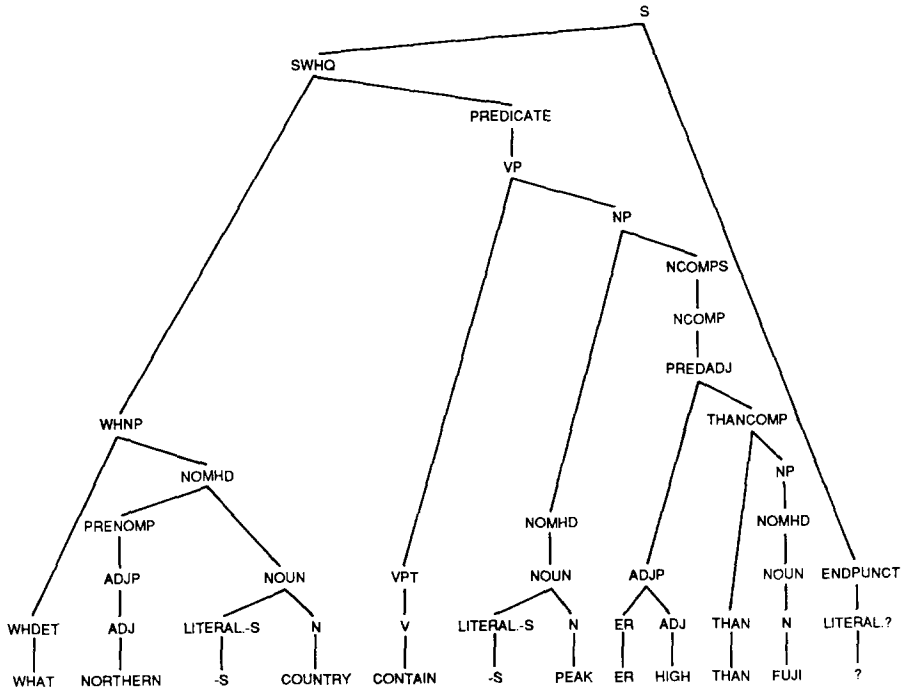 S
SWHQ
PREDICATE
VP
NP
NCOMPS
NCOMP
PREDADJ
WHNP THANCOMP
NOMHD NP
PRENOMP NOMHD NOMHD
ADJP NOUN VPT NOUN ADJP NOUN ENDPUNCT
WHDET ADJ LITERAL.-S N V LITERAL.-S N ER ADJ THAN N LITERAL.?
WHAT NORTHERN -S COUNTRY CONTAIN -S PEAK ER HIGH THAN FUJI ?